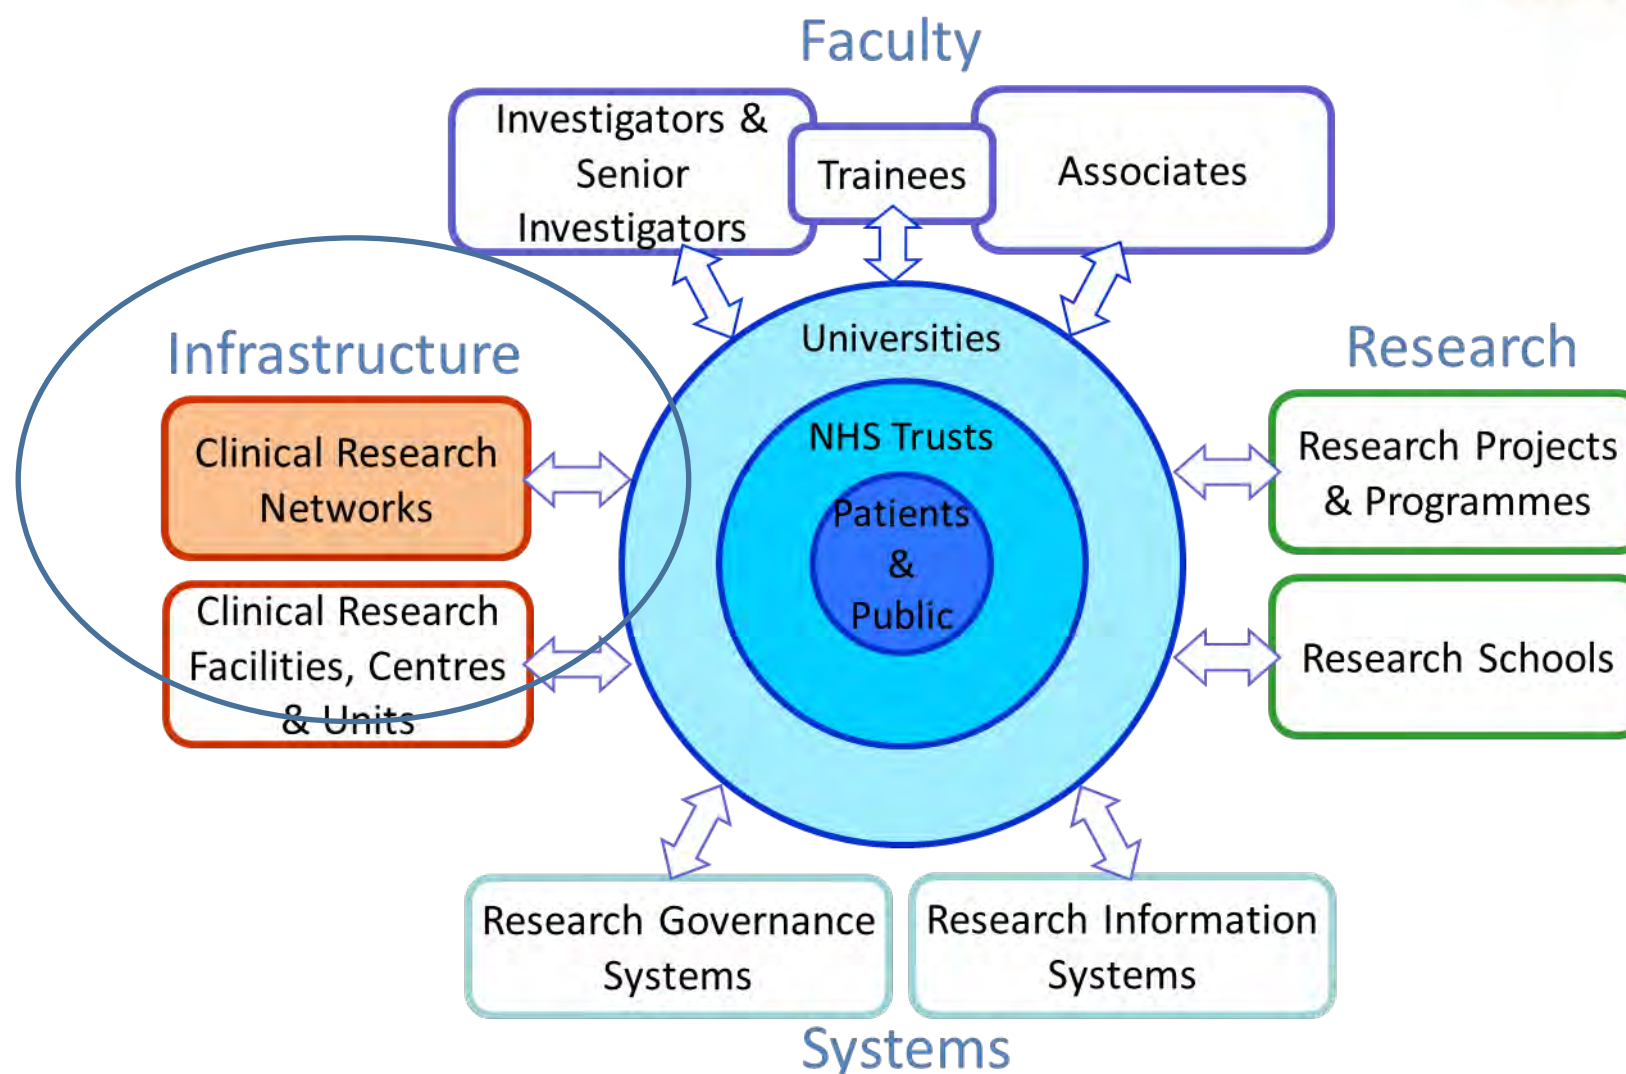 Faculty
Investigators &
Senior
Investigators
Trainees
Associates
Infrastructure
Clinical Research
Networks
Clinical Research
Facilities, Centres
& Units
Universities
NHS Trusts
Patients
&
Public
Research
Research Projects
& Programmes
Research Schools
Research Governance
Systems
Research Information
Systems
Systems